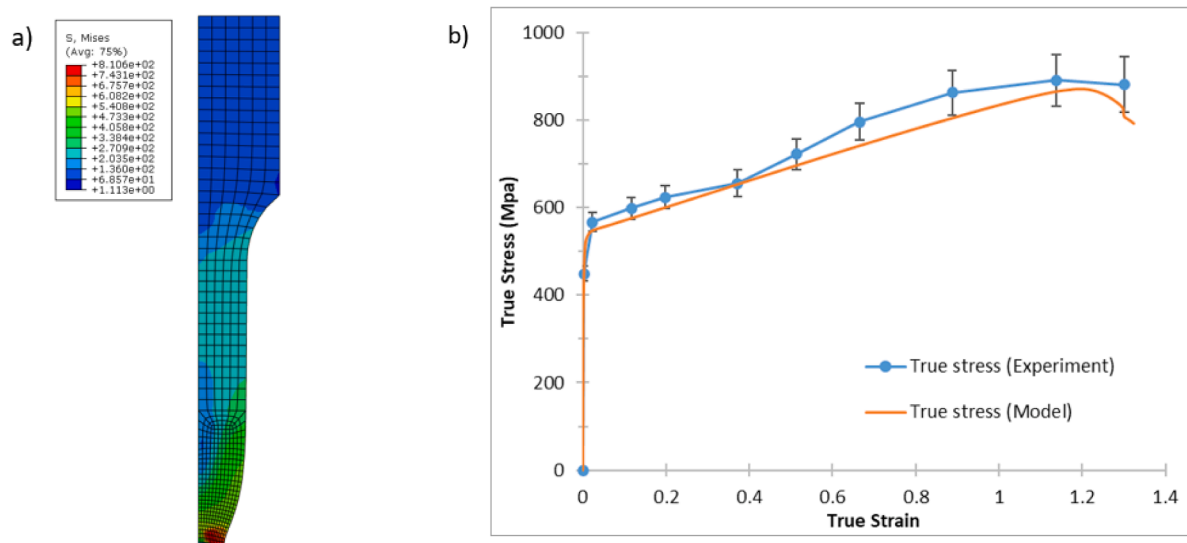 a)
S, Mises
(Avg: 75%)
+8.106e+02
+7.431e+02
+6.757e+02
+6.082e+02
+5.408e+02
+4.733e+02
+4.058e+02
+3.384e+02
+2.709e+02
+2.035e+02
+1.360e+02
+6.857e+01
+1.113e+00
b)
True Stress (Mpa)
1000
800
600
400
200
0
True stress (Experiment)
True stress (Model)
0 0.2 0.4 0.6 0.8 1 1.2 1.4
True Strain